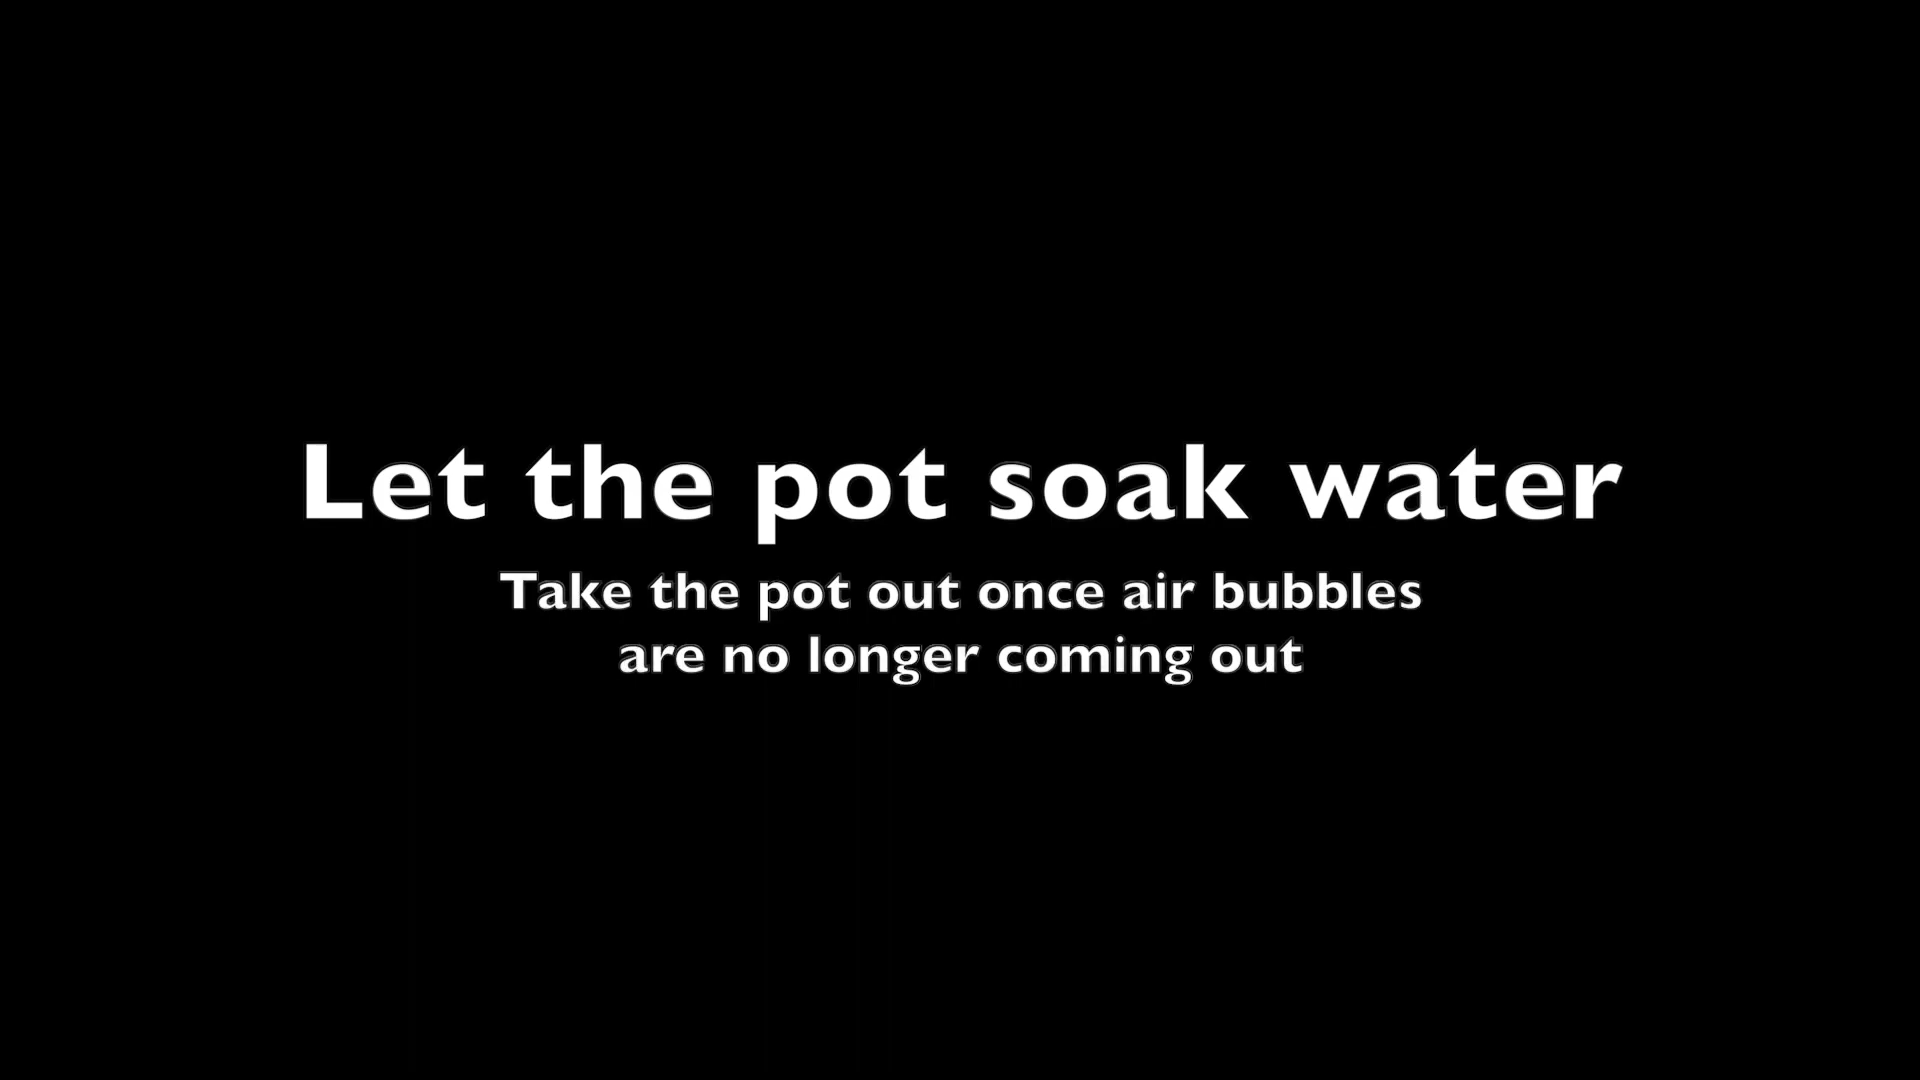 Let the pot soak water
Take the pot out once air bubbles
are no longer coming out